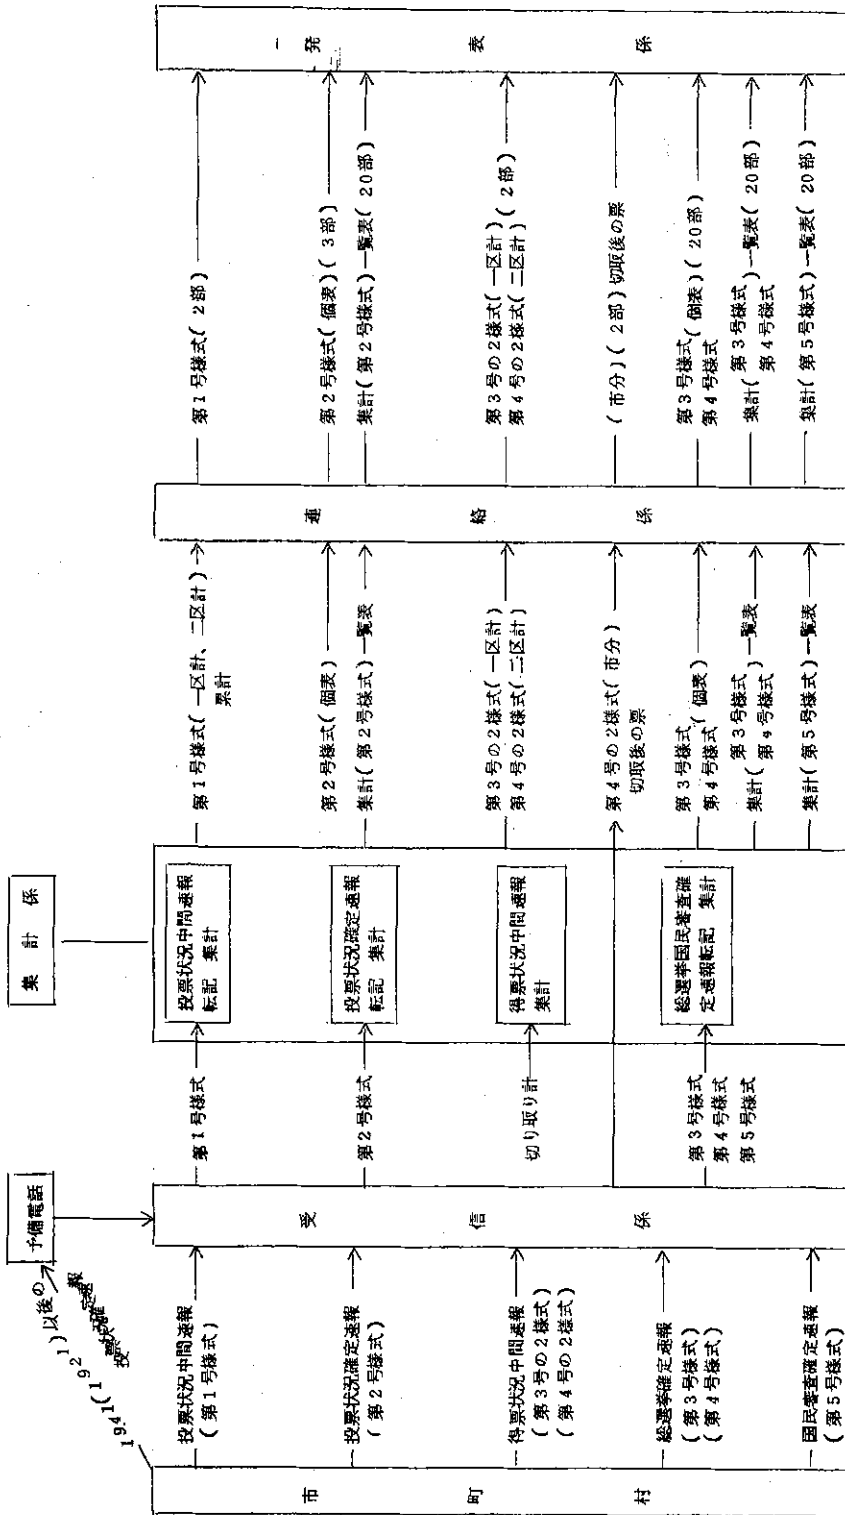 集計係
予備電話
1941(1921)以後の
投票状況確定速報
市町村
投票状況中間速報
(第1号様式)
投票状況確定速報
(第2号様式)
得票状況中間速報
(第3号の2様式)
(第4号の2様式)
総選挙確定速報
(第3号様式)
(第4号様式)
国民審査確定速報
(第5号様式)
受信係
第1号様式
第2号様式
切り取り計
第3号様式
第4号様式
第5号様式
投票状況中間速報
転記 集計
投票状況確定速報
転記 集計
得票状況中間速報
集計
総選挙国民審査確
定速報転記 集計
第1号様式(一区計、二区計)
累計
第2号様式(個表)
集計(第2号様式)一覧表
第3号の2様式(一区計)
第4号の2様式(二区計)
第4号の2様式(市分)
切取後の票
第3号様式
第4号様式(個表)
集計(第3号様式
第4号様式)一覧表
集計(第5号様式)一覧表
連絡係
第1号様式(2部)
第2号様式(個表)(3部)
集計(第2号様式)一覧表(20部)
第3号の2様式(一区計)
第4号の2様式(二区計)(2部)
(市分)(2部)切取後の票
第3号様式
第4号様式(個表)(20部)
集計(第3号様式
第4号様式)一覧表(20部)
集計(第5号様式)一覧表(20部)
発表係